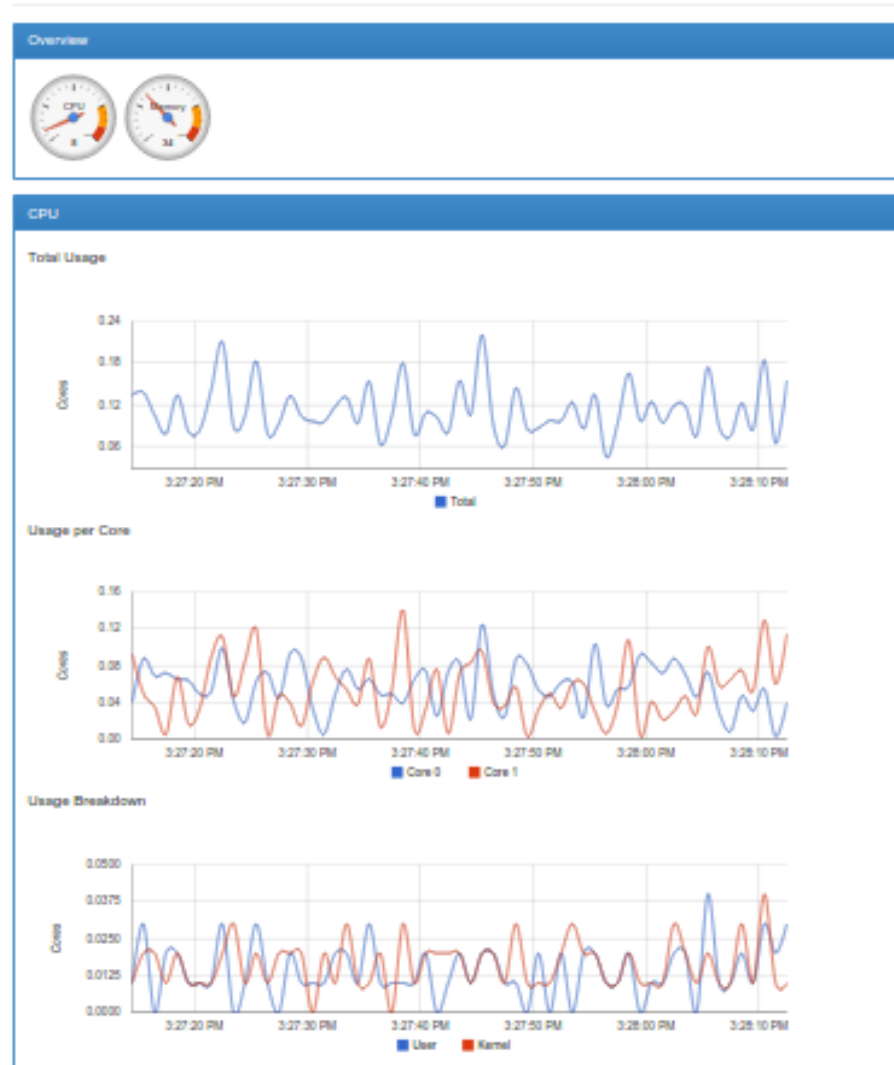 Overview
CPU Memory
8 34
CPU
Total Usage
0.24
0.18
0.12
0.06
Cores
3:27:20 PM 3:27:30 PM 3:27:40 PM 3:27:50 PM 3:28:00 PM 3:28:10 PM
Total
Usage per Core
0.16
0.12
0.08
0.04
0.00
Cores
3:27:20 PM 3:27:30 PM 3:27:40 PM 3:27:50 PM 3:28:00 PM 3:28:10 PM
Core 0 Core 1
Usage Breakdown
0.0500
0.0375
0.0250
0.0125
0.0000
Cores
3:27:20 PM 3:27:30 PM 3:27:40 PM 3:27:50 PM 3:28:00 PM 3:28:10 PM
User Kernel